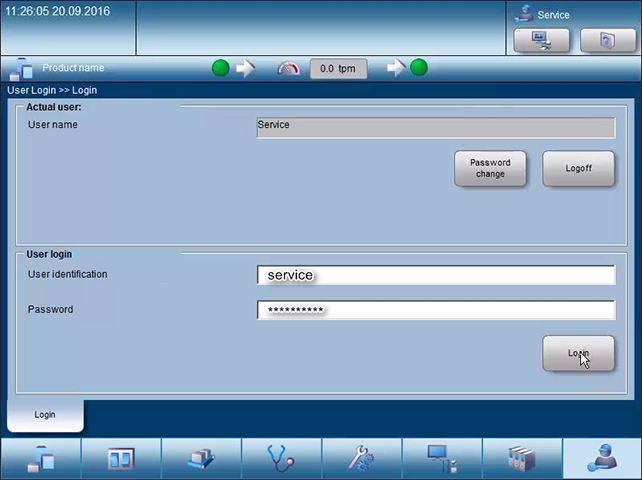 11:26:05 20.09.2016
Service
Product name
0.0 tpm
User Login >> Login
Actual user:
User name
Service
Password
change
Logoff
User login
User identification
service
Password
**********
Login
Login